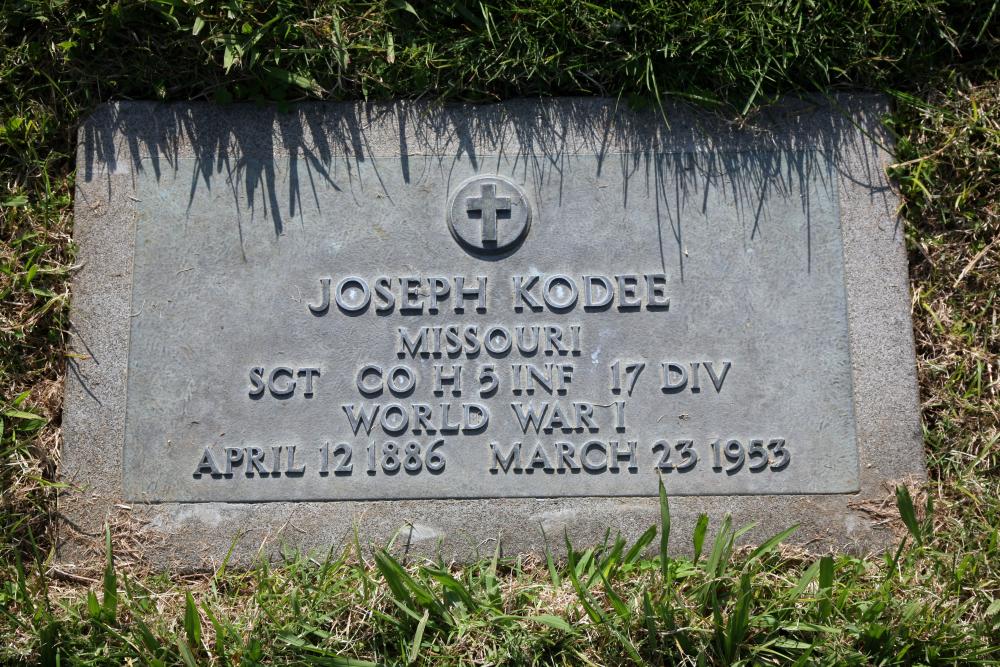 JOSEPH KODEE
MISSOURI
SGT CO H 5 INF 17 DIV
WORLD WAR I
APRIL 12 1886 MARCH 23 1953